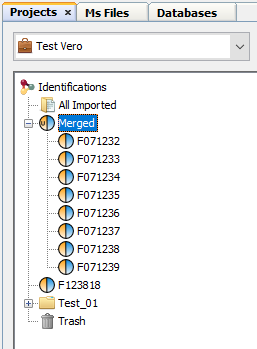 Projects × Ms Files Databases
Test Vero
Identifications
All Imported
Merged
F071232
F071233
F071234
F071235
F071236
F071237
F071238
F071239
F123818
Test_01
Trash